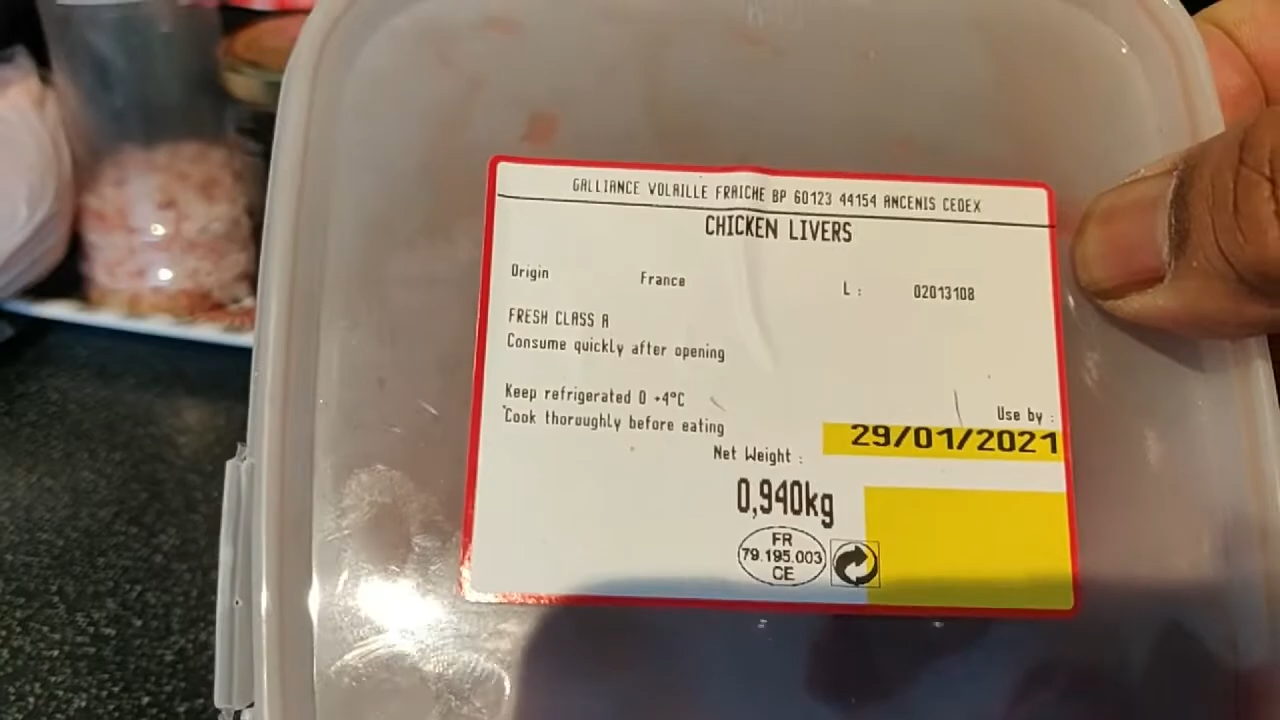 GALLIANCE VOLAILLE FRAICHE BP 60123 44154 ANCENIS CEDEX
CHICKEN LIVERS
Origin France L : 02013108
FRESH CLASS A
Consume quickly after opening
Keep refrigerated 0 +4°C
Cook thoroughly before eating
Use by :
29/01/2021
Net Weight :
0,940kg
FR
79.195.003
CE